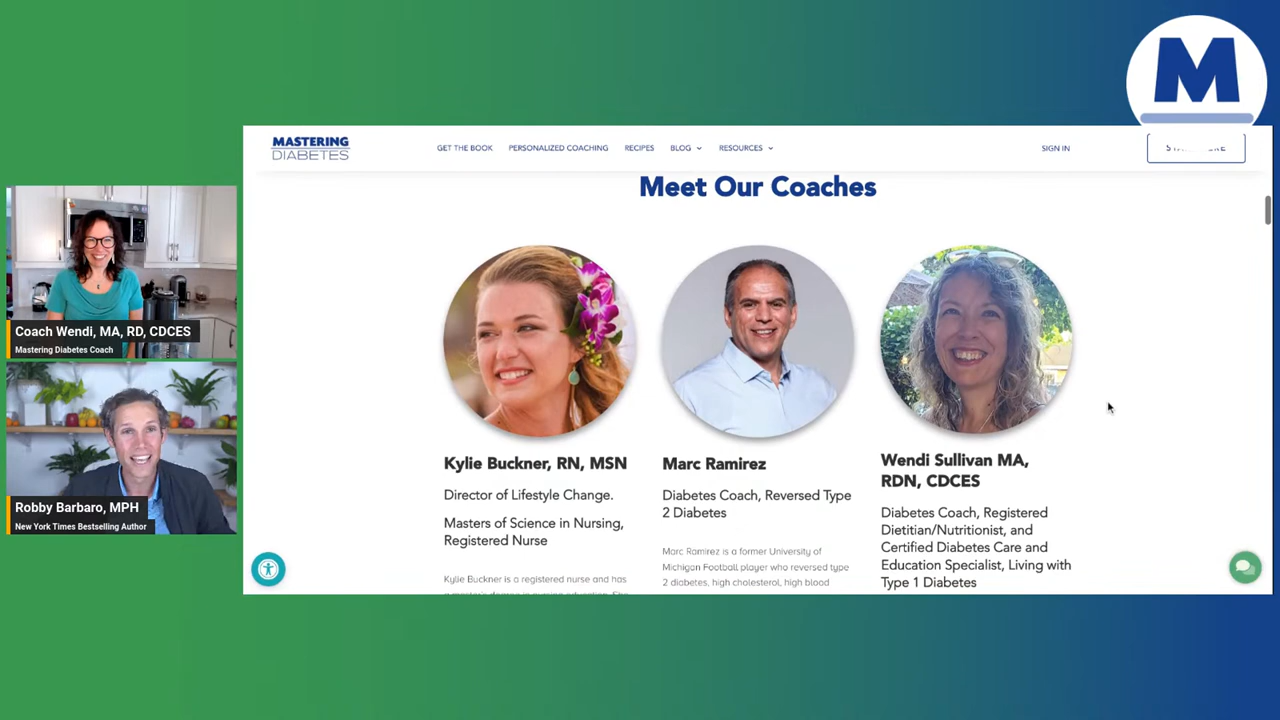 M
MASTERING
DIABETES
GET THE BOOK
PERSONALIZED COACHING
RECIPES
BLOG
RESOURCES
SIGN IN
Meet Our Coaches
Coach Wendi, MA, RD, CDCES
Mastering Diabetes Coach
Robby Barbaro, MPH
New York Times Bestselling Author
Kylie Buckner, RN, MSN
Director of Lifestyle Change.
Masters of Science in Nursing,
Registered Nurse
Kylie Buckner is a registered nurse and has
Marc Ramirez
Diabetes Coach, Reversed Type
2 Diabetes
Marc Ramirez is a former University of
Michigan Football player who reversed type
2 diabetes, high cholesterol, high blood
Wendi Sullivan MA,
RDN, CDCES
Diabetes Coach, Registered
Dietitian/Nutritionist, and
Certified Diabetes Care and
Education Specialist, Living with
Type 1 Diabetes